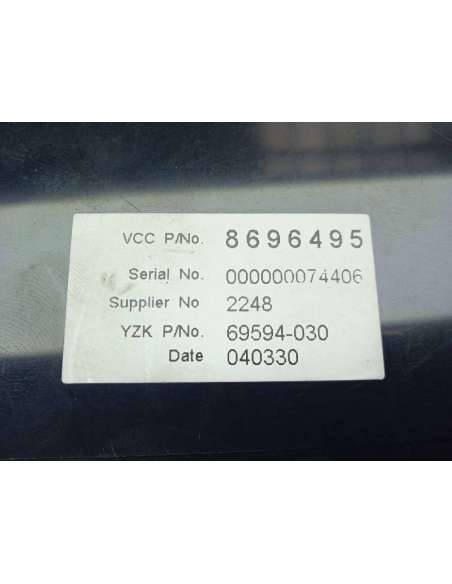 VCC P/No. 8696495
Serial No. 000000074406
Supplier No 2248
YZK P/No. 69594-030
Date 040330